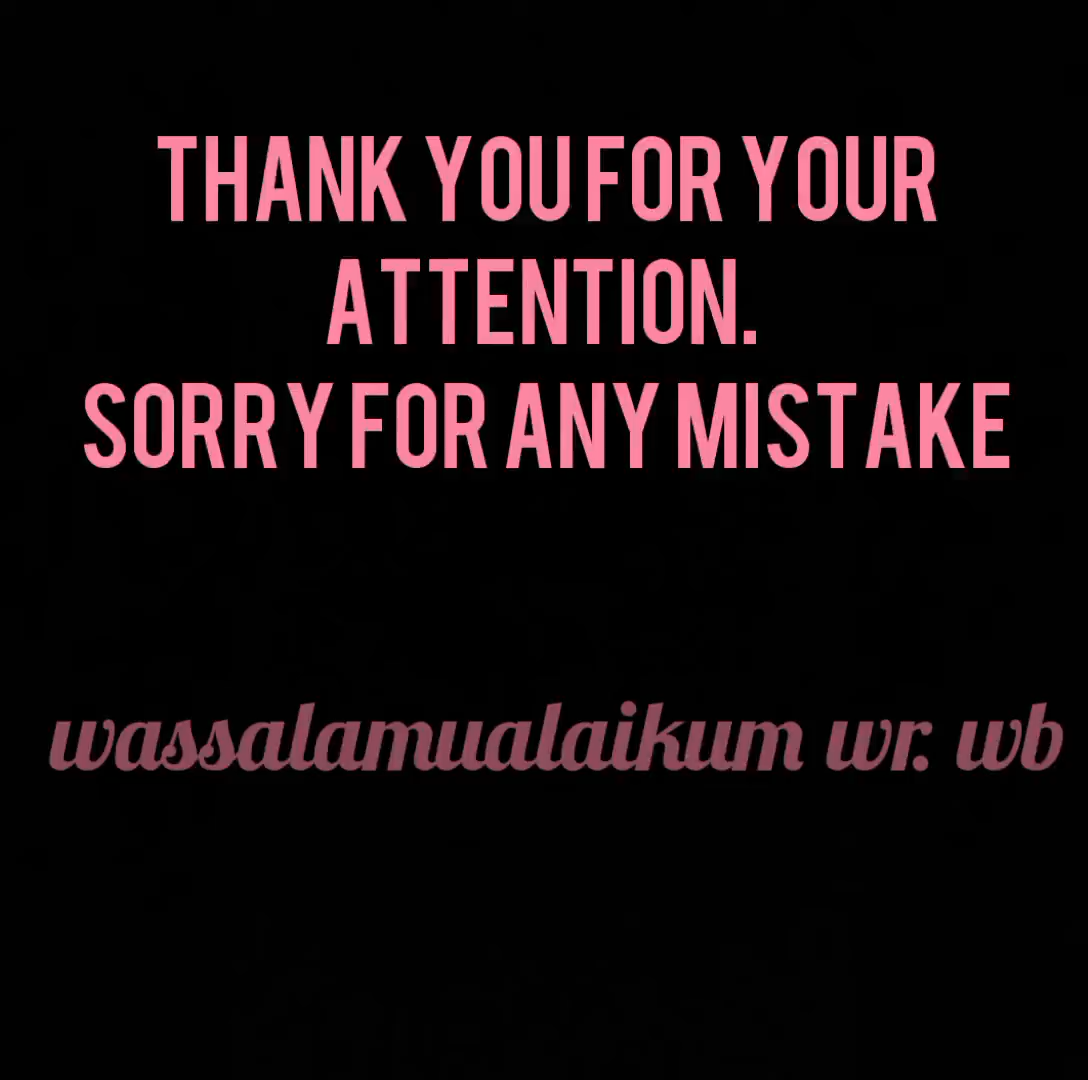 THANK YOU FOR YOUR
ATTENTION.
SORRY FOR ANY MISTAKE
wassalamualaikum wr. wb